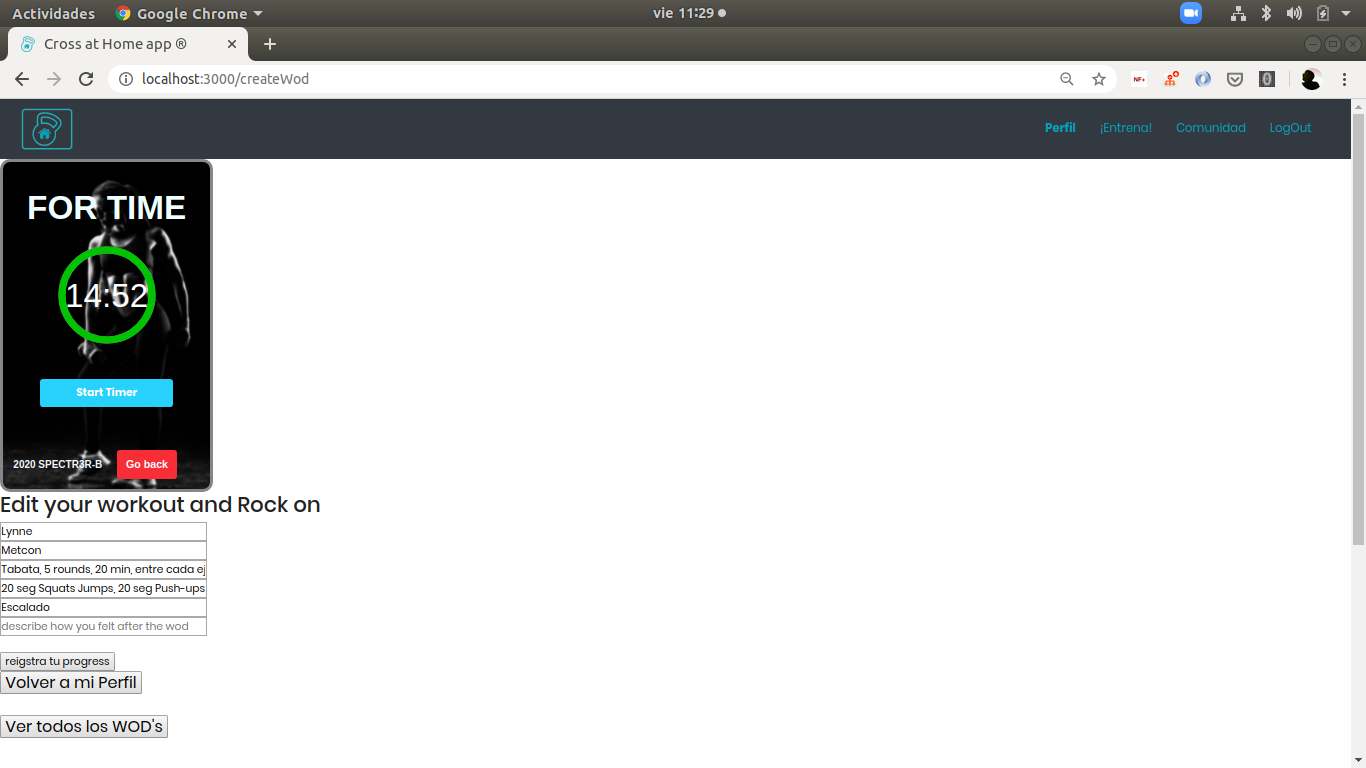 Actividades Google Chrome vie 11:29
Cross at Home app ®
localhost:3000/createWod NF+
Perfil ¡Entrena! Comunidad LogOut
FOR TIME
14:52
Start Timer
2020 SPECTR3R-B Go back
Edit your workout and Rock on
Lynne
Metcon
Tabata, 5 rounds, 20 min, entre cada ej
20 seg Squats Jumps, 20 seg Push-ups
Escalado
describe how you felt after the wod
reigstra tu progress
Volver a mi Perfil
Ver todos los WOD's